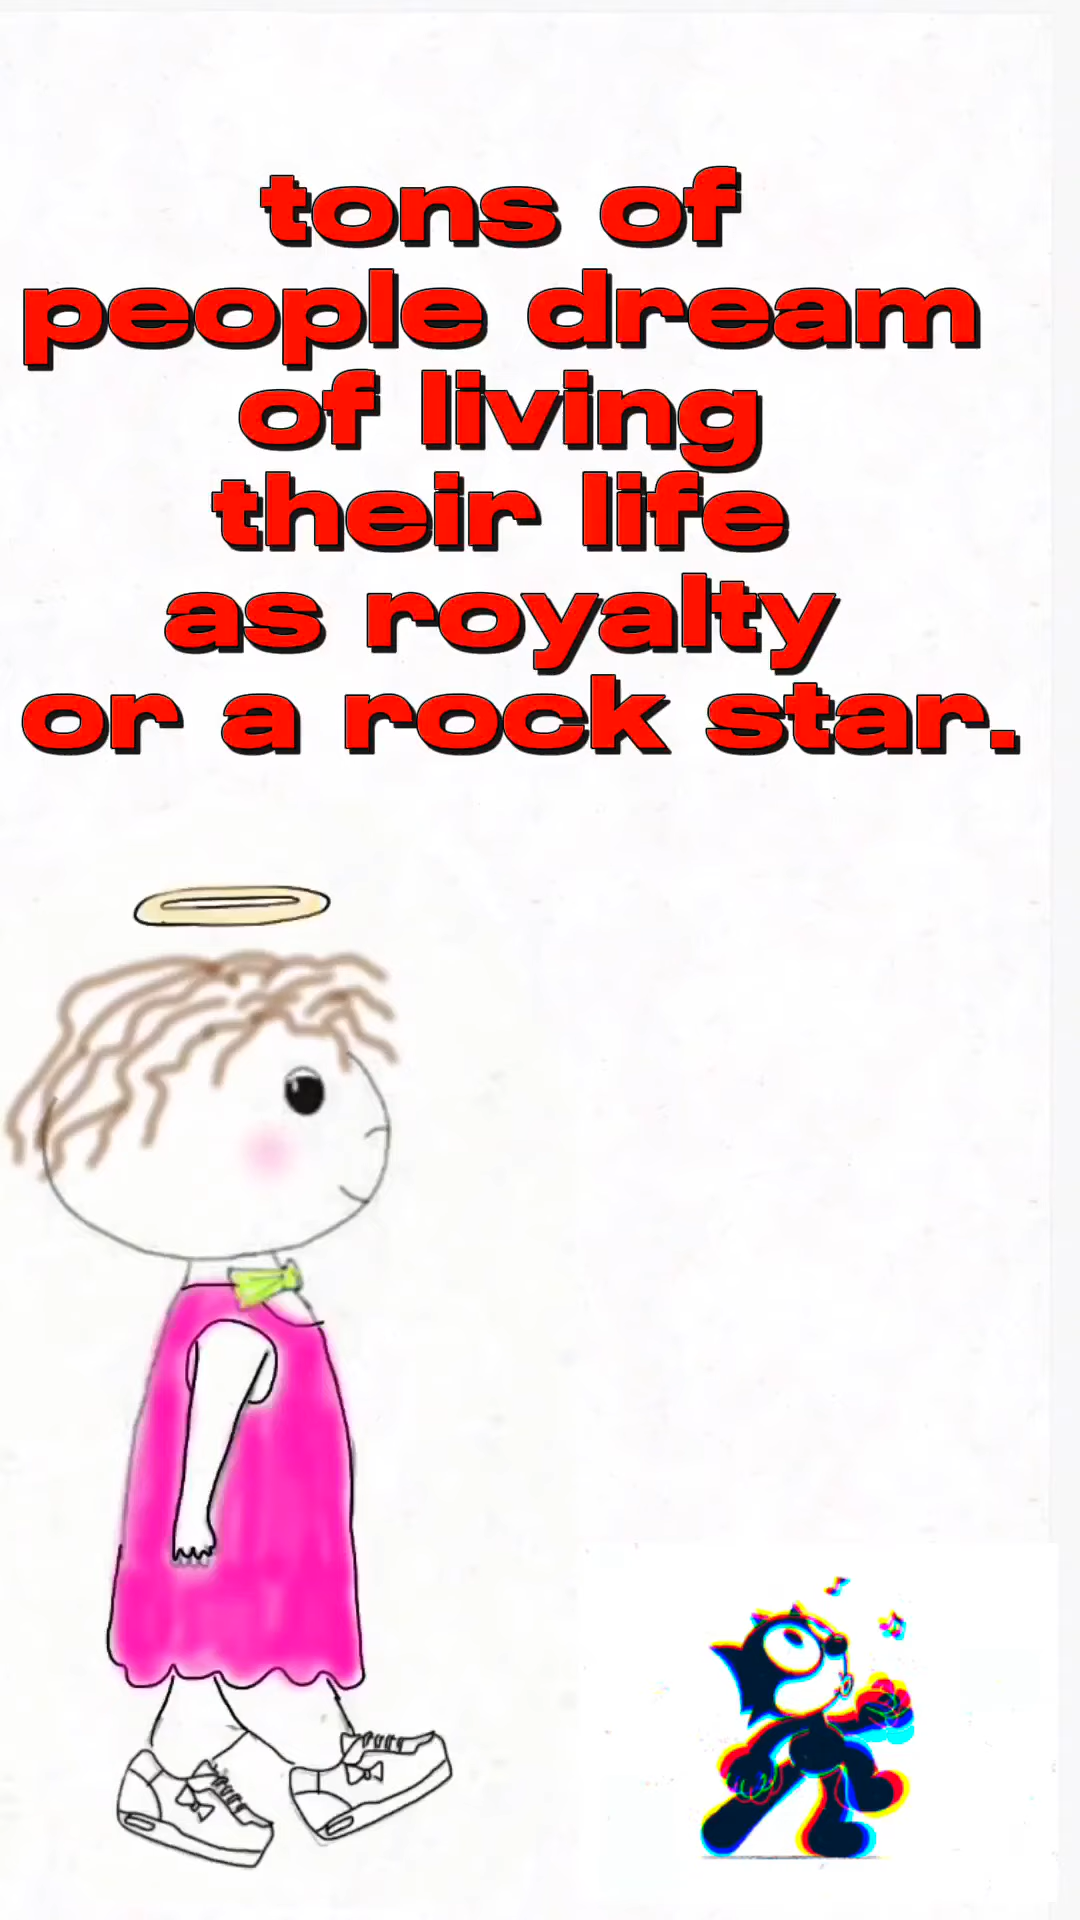 tons of
people dream
of living
their life
as royalty
or a rock star.